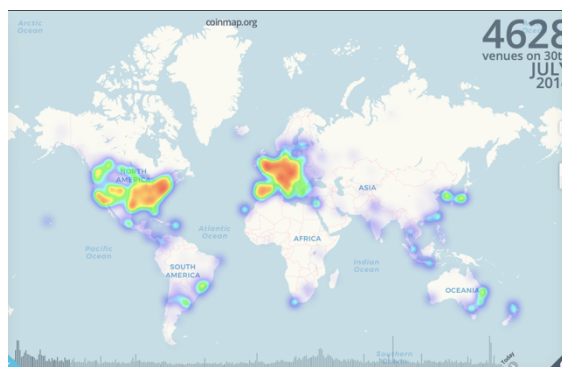 coinmap.org
4628
venues on 30t
JULY
201
Arctic
Ocean
NORTH
AMERICA
ASIA
Atlantic
Ocean
AFRICA
Pacific
Ocean
SOUTH
AMERICA
Indian
Ocean
OCEANIA
Southern
Today